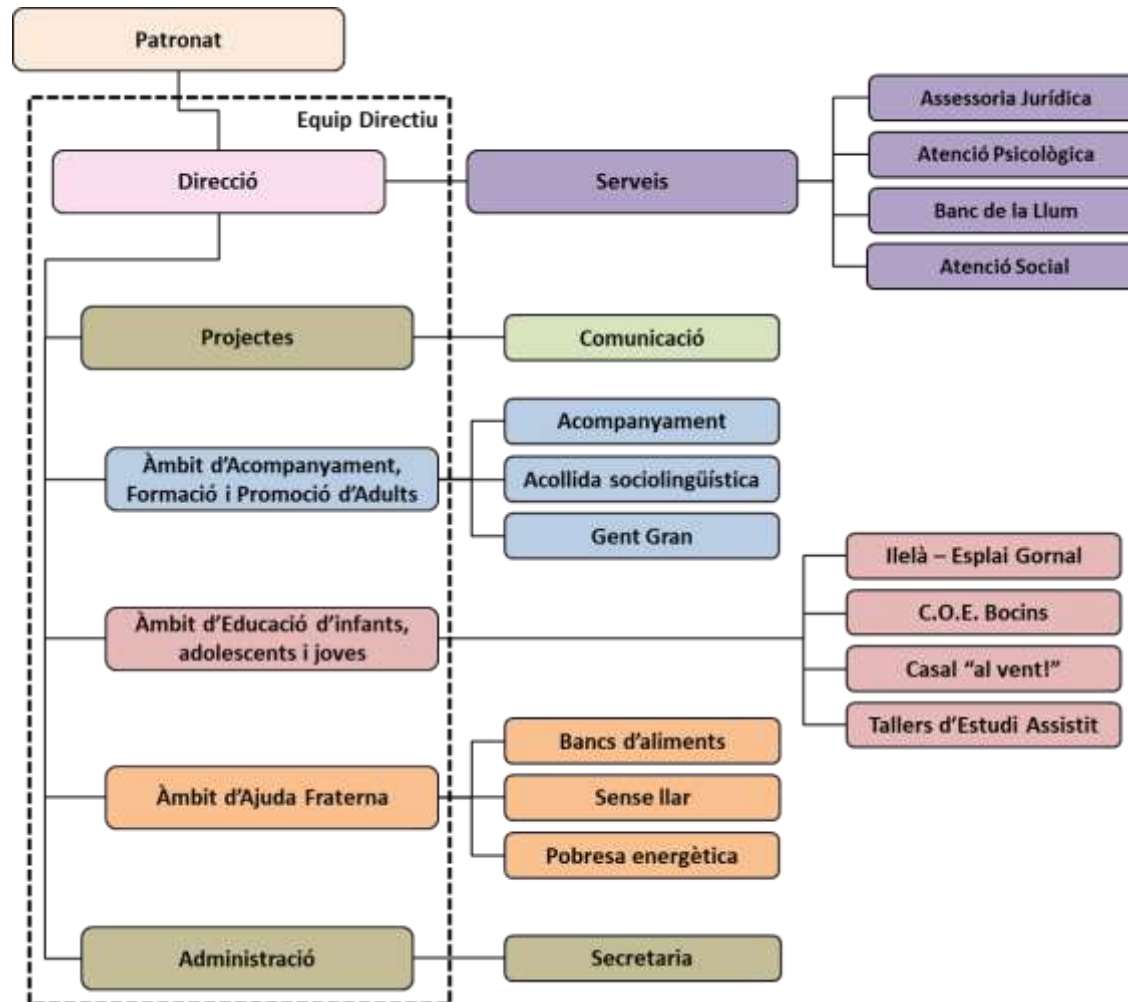 Patronat
Equip Directiu
Direcció
Serveis
Assessoria Jurídica
Atenció Psicològica
Banc de la Llum
Atenció Social
Projectes
Comunicació
Àmbit d'Acompanyament,
Formació i Promoció d'Adults
Acompanyament
Acollida sociolingüística
Gent Gran
Àmbit d'Educació d'infants,
adolescents i joves
Ilelà – Esplai Gornal
C.O.E. Bocins
Casal "al vent!"
Tallers d'Estudi Assistit
Àmbit d'Ajuda Fraterna
Bancs d'aliments
Sense llar
Pobresa energètica
Administració
Secretaria